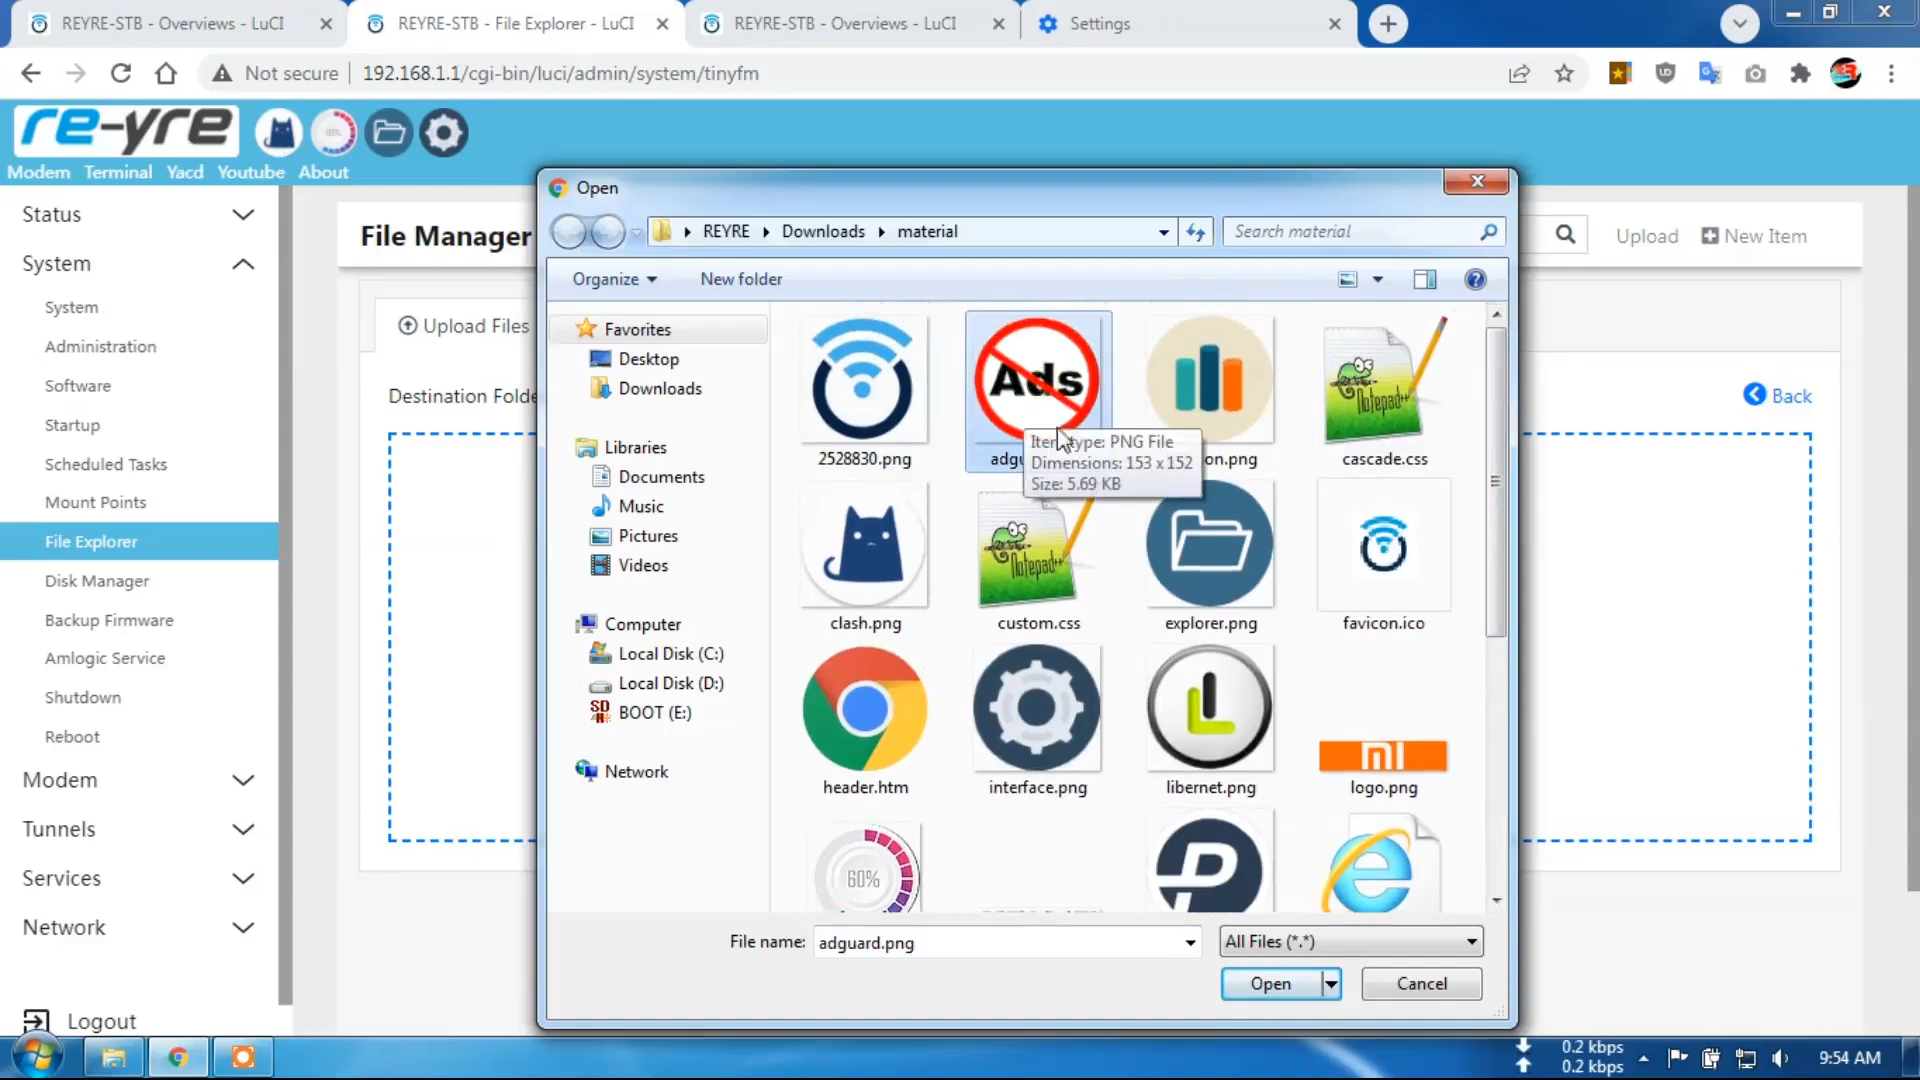 REYRE-STB - Overviews - LuCI
REYRE-STB - File Explorer - LuCI
REYRE-STB - Overviews - LuCI
Settings
Not secure
192.168.1.1/cgi-bin/luci/admin/system/tinyfm
re-yre
Modem Terminal Yacd Youtube About
Status
System
System
Administration
Software
Startup
Scheduled Tasks
Mount Points
File Explorer
Disk Manager
Backup Firmware
Amlogic Service
Shutdown
Reboot
Modem
Tunnels
Services
Network
Logout
File Manager
Upload
New Item
Upload Files
Destination Folde
Back
Open
REYRE
Downloads
material
Search material
Organize
New folder
Favorites
Desktop
Downloads
Libraries
Documents
Music
Pictures
Videos
Computer
Local Disk (C:)
Local Disk (D:)
BOOT (E:)
Network
Ads
Notepad++
2528830.png
adgu
on.png
cascade.css
Item type: PNG File
Dimensions: 153 x 152
Size: 5.69 KB
Notepad++
clash.png
custom.css
explorer.png
favicon.ico
mi
header.htm
interface.png
libernet.png
logo.png
60%
File name:
adguard.png
All Files (*.*)
Open
Cancel
0.2 kbps
0.2 kbps
9:54 AM